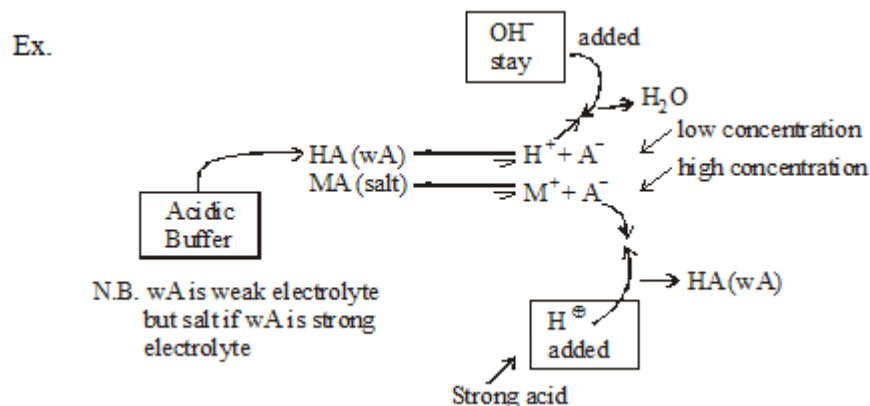 Ex.
OH⁻ added
stay
H₂O
HA (wA) H⁺ + A⁻ low concentration
MA (salt) M⁺ + A⁻ high concentration
Acidic
Buffer
HA (wA)
N.B. wA is weak electrolyte
but salt if wA is strong
electrolyte
H⊕
added
Strong acid